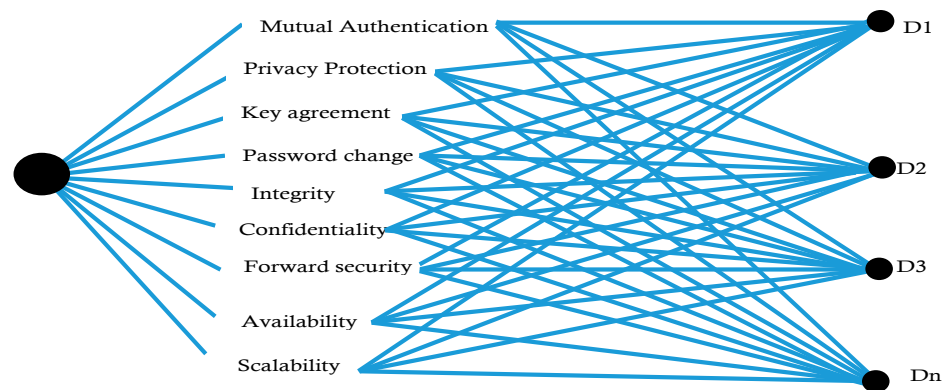 Mutual Authentication
D1
Privacy Protection
Key agreement
Password change
D2
Integrity
Confidentiality
Forward security
D3
Availability
Scalability
Dn